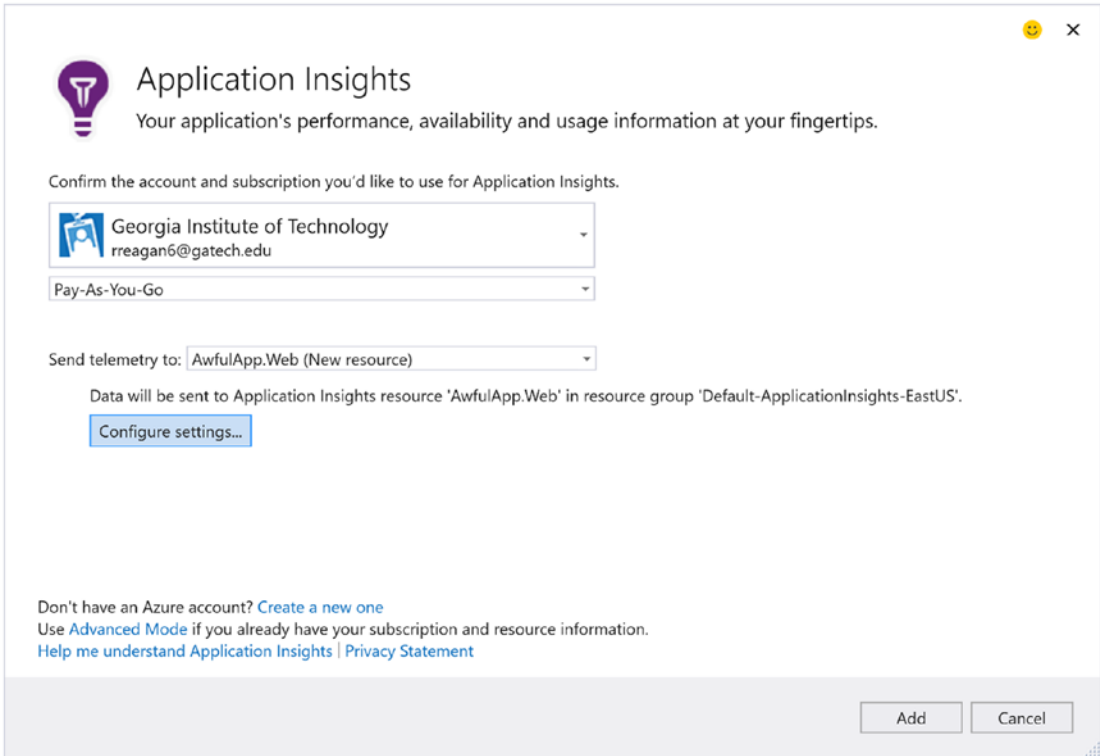 Application Insights
Your application's performance, availability and usage information at your fingertips.
Confirm the account and subscription you'd like to use for Application Insights.
Georgia Institute of Technology
rreagan6@gatech.edu
Pay-As-You-Go
Send telemetry to: AwfulApp.Web (New resource)
Data will be sent to Application Insights resource 'AwfulApp.Web' in resource group 'Default-ApplicationInsights-EastUS'.
Configure settings...
Don't have an Azure account? Create a new one
Use Advanced Mode if you already have your subscription and resource information.
Help me understand Application Insights | Privacy Statement
Add Cancel